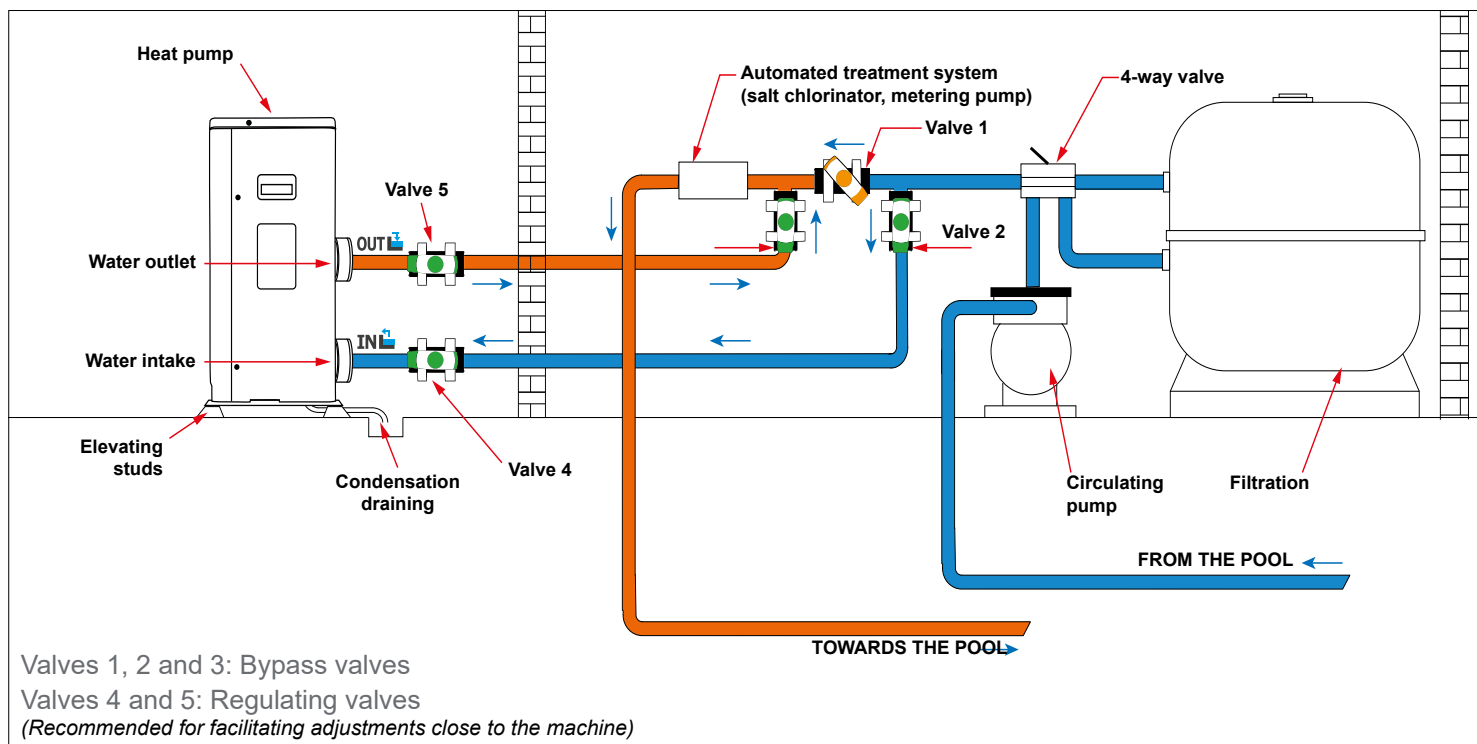 Heat pump
Automated treatment system
(salt chlorinator, metering pump)
4-way valve
Valve 1
Valve 5
OUT
Valve 2
Water outlet
IN
Water intake
Elevating
studs
Condensation
draining
Valve 4
Circulating
pump
Filtration
FROM THE POOL
TOWARDS THE POOL
Valves 1, 2 and 3: Bypass valves
Valves 4 and 5: Regulating valves
(Recommended for facilitating adjustments close to the machine)